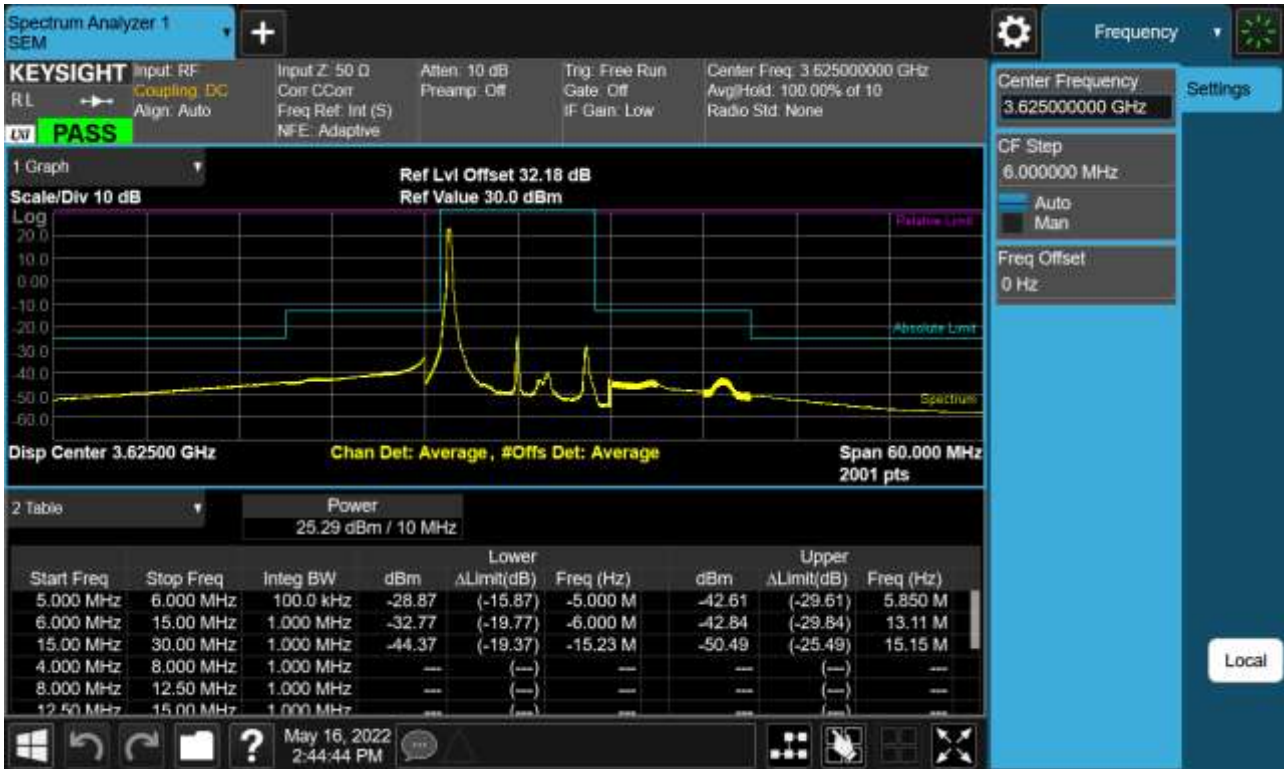 Spectrum Analyzer 1
SEM
+
Frequency
KEYSIGHT
RL
LXI PASS
Input: RF
Coupling: DC
Align: Auto
Input Z: 50 Ω
Corr CCorr
Freq Ref: Int (S)
NFE: Adaptive
Atten: 10 dB
Preamp: Off
Trig: Free Run
Gate: Off
IF Gain: Low
Center Freq: 3.625000000 GHz
Avg|Hold: 100.00% of 10
Radio Std: None
Center Frequency
3.625000000 GHz
Settings
CF Step
6.000000 MHz
Auto
Man
Freq Offset
0 Hz
1 Graph
Scale/Div 10 dB
Ref Lvl Offset 32.18 dB
Ref Value 30.0 dBm
Log
20.0
10.0
0.00
-10.0
-20.0
-30.0
-40.0
-50.0
-60.0
Relative Limit
Absolute Limit
Spectrum
Disp Center 3.62500 GHz
Chan Det: Average, #Offs Det: Average
Span 60.000 MHz
2001 pts
2 Table
Power
25.29 dBm / 10 MHz
Lower Upper
Start Freq Stop Freq Integ BW dBm ΔLimit(dB) Freq (Hz) dBm ΔLimit(dB) Freq (Hz)
5.000 MHz 6.000 MHz 100.0 kHz -28.87 (-15.87) -5.000 M -42.61 (-29.61) 5.850 M
6.000 MHz 15.00 MHz 1.000 MHz -32.77 (-19.77) -6.000 M -42.84 (-29.84) 13.11 M
15.00 MHz 30.00 MHz 1.000 MHz -44.37 (-19.37) -15.23 M -50.49 (-25.49) 15.15 M
4.000 MHz 8.000 MHz 1.000 MHz --- (---) --- --- (---) ---
8.000 MHz 12.50 MHz 1.000 MHz --- (---) --- --- (---) ---
12.50 MHz 15.00 MHz 1.000 MHz --- (---) --- --- (---) ---
Local
?
May 16, 2022
2:44:44 PM